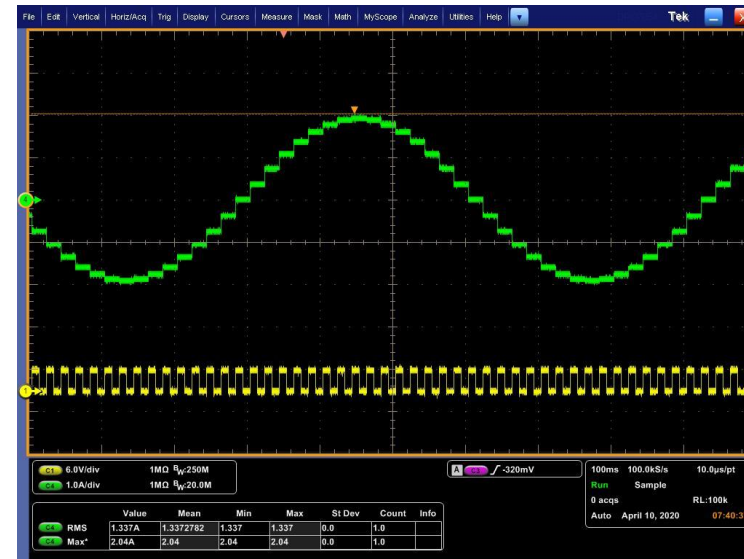 File Edit Vertical Horiz/Acq Trig Display Cursors Measure Mask Math MyScope Analyze Utilities Help Tek
4
1
C1 6.0V/div 1MΩ BW:250M
C4 1.0A/div 1MΩ BW:20.0M
A C3 -320mV
100ms 100.0kS/s 10.0µs/pt
Run Sample
0 acqs RL:100k
Auto April 10, 2020 07:40:3
Value Mean Min Max St Dev Count Info
C4 RMS 1.337A 1.3372782 1.337 1.337 0.0 1.0
C4 Max* 2.04A 2.04 2.04 2.04 0.0 1.0